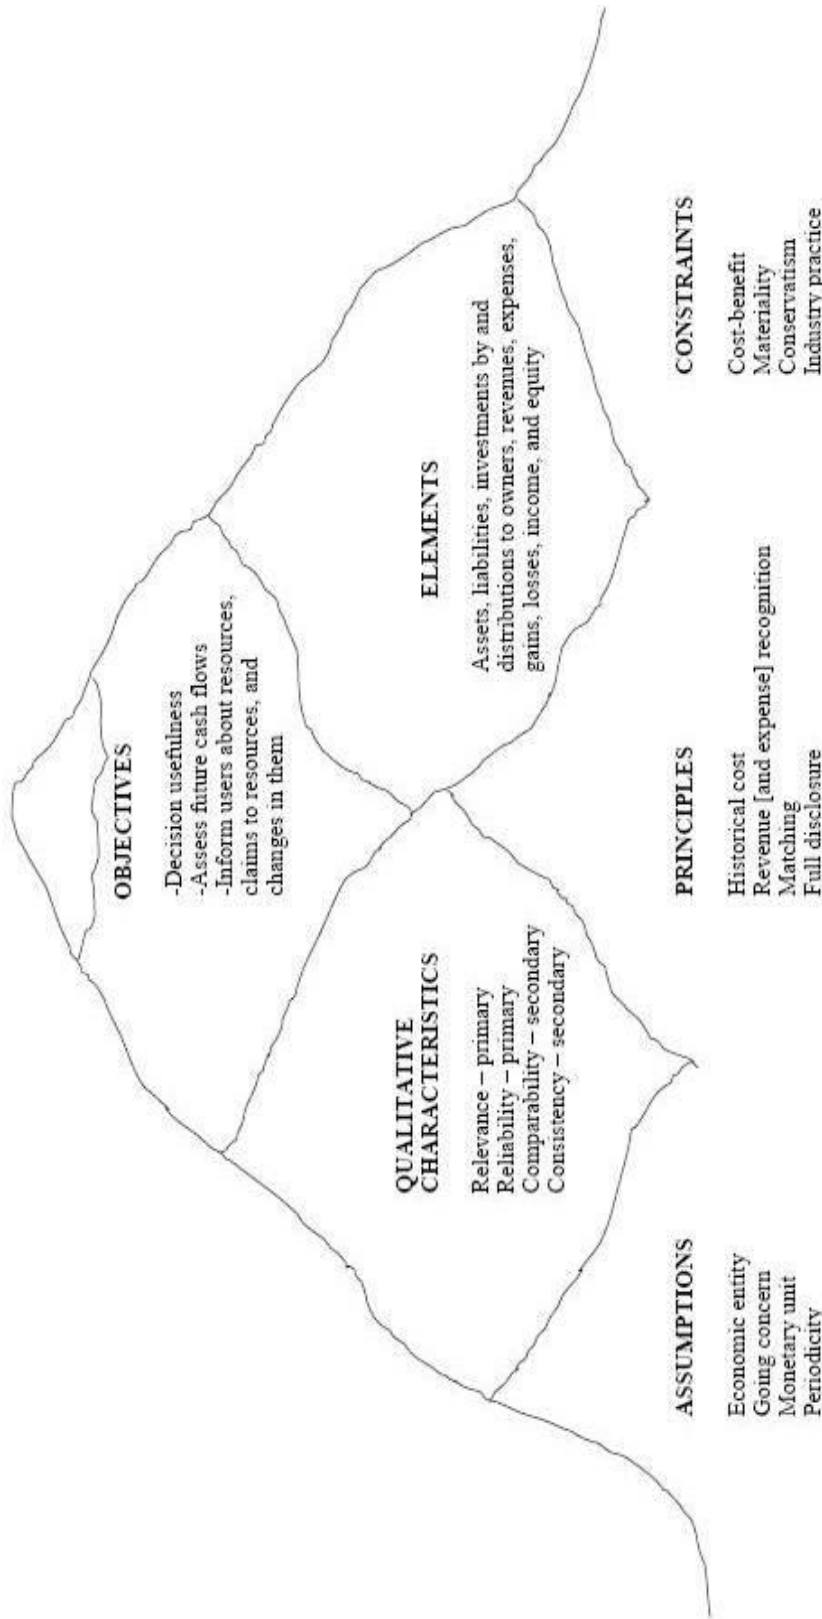 OBJECTIVES
-Decision usefulness
-Assess future cash flows
-Inform users about resources,
claims to resources, and
changes in them
QUALITATIVE
CHARACTERISTICS
Relevance – primary
Reliability – primary
Comparability – secondary
Consistency – secondary
ELEMENTS
Assets, liabilities, investments by and
distributions to owners, revenues, expenses,
gains, losses, income, and equity
ASSUMPTIONS
Economic entity
Going concern
Monetary unit
Periodicity
PRINCIPLES
Historical cost
Revenue [and expense] recognition
Matching
Full disclosure
CONSTRAINTS
Cost-benefit
Materiality
Conservatism
Industry practice